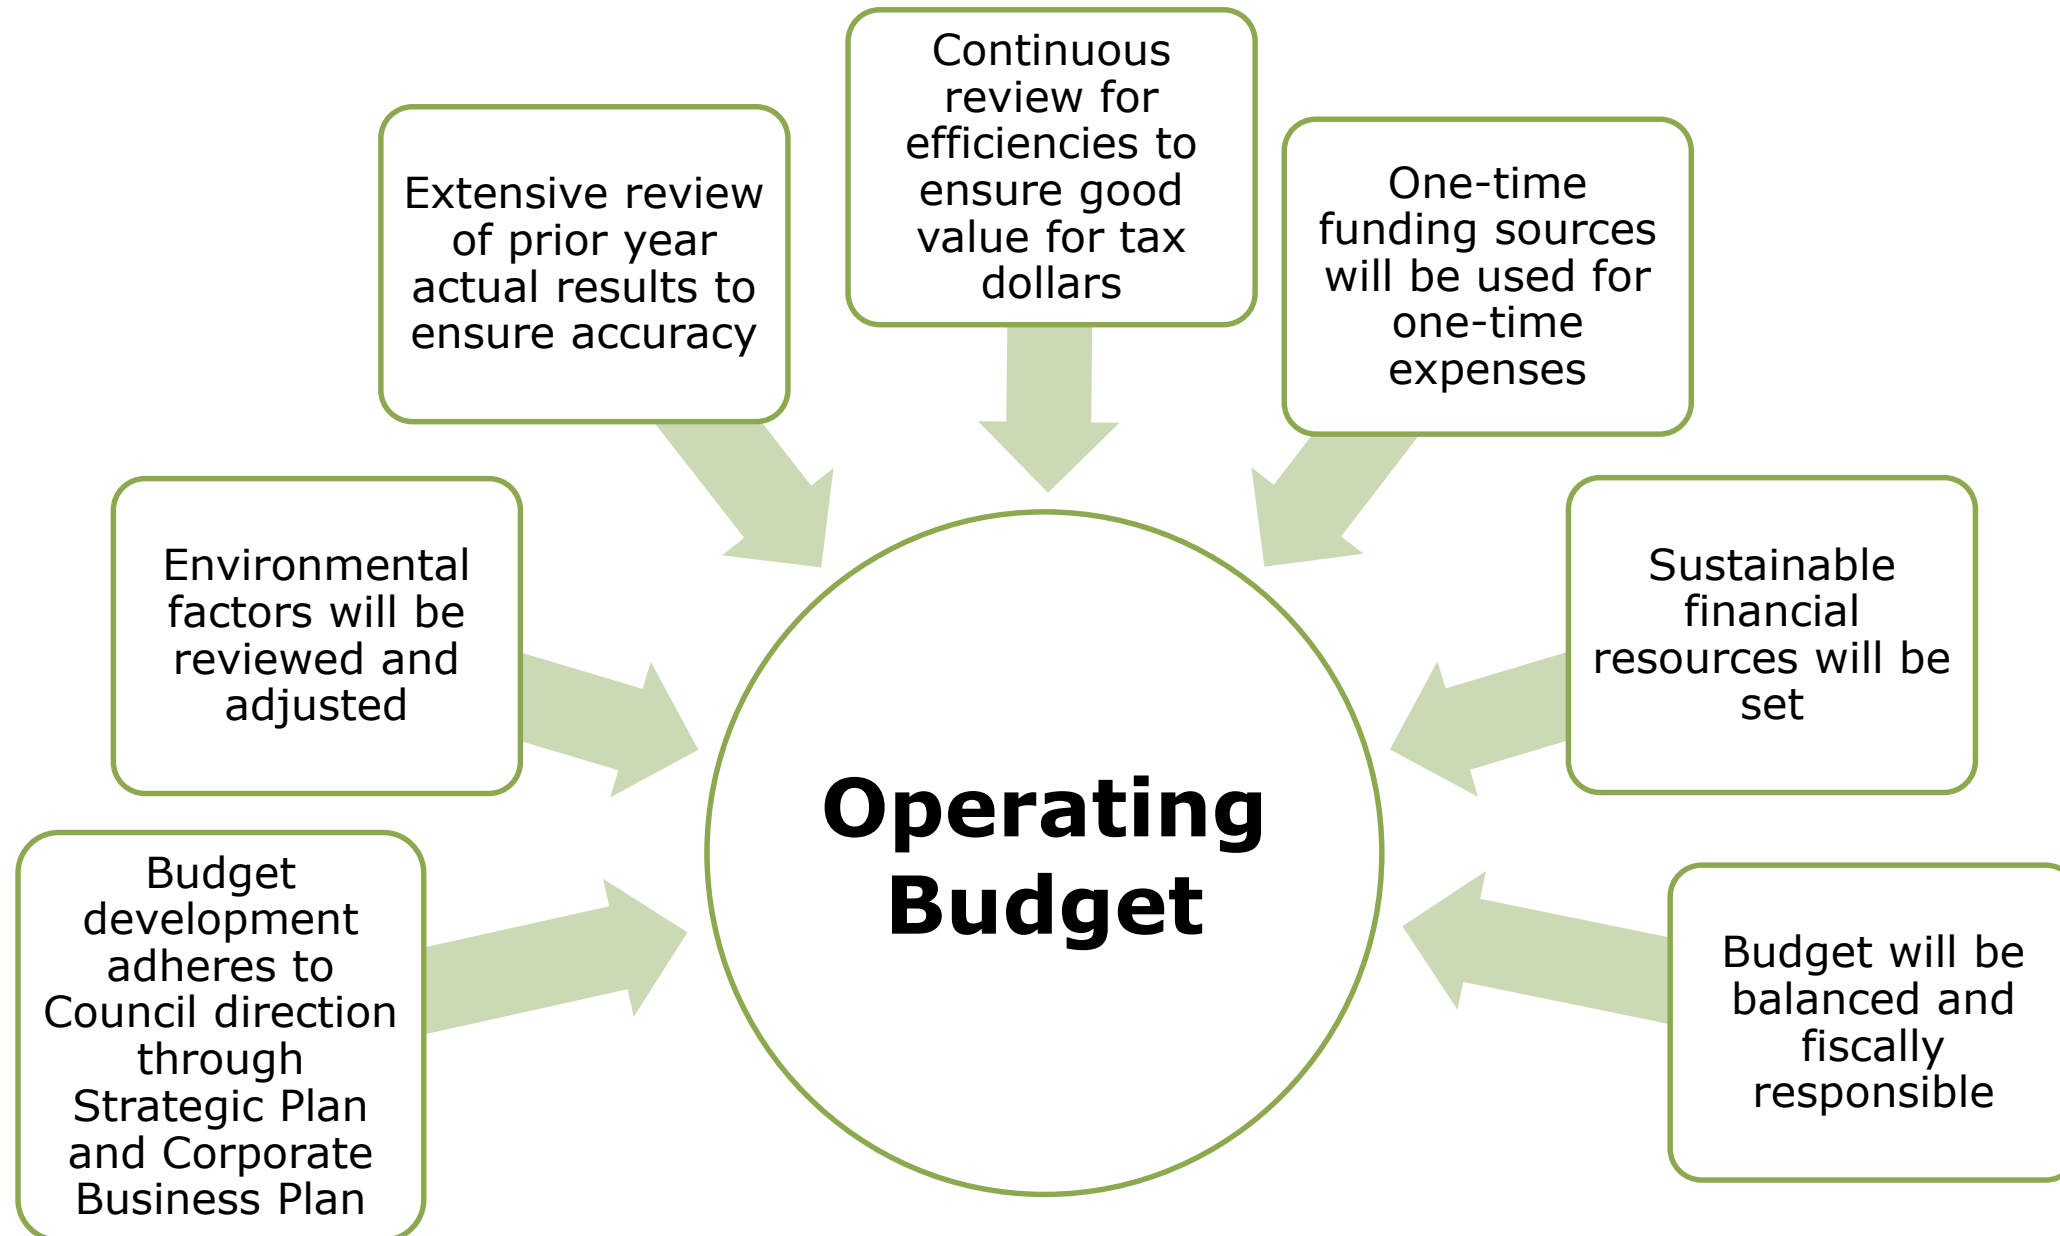 Continuous
review for
efficiencies to
ensure good
value for tax
dollars
Extensive review
of prior year
actual results to
ensure accuracy
One-time
funding sources
will be used for
one-time
expenses
Environmental
factors will be
reviewed and
adjusted
Sustainable
financial
resources will be
set
Operating
Budget
Budget
development
adheres to
Council direction
through
Strategic Plan
and Corporate
Business Plan
Budget will be
balanced and
fiscally
responsible